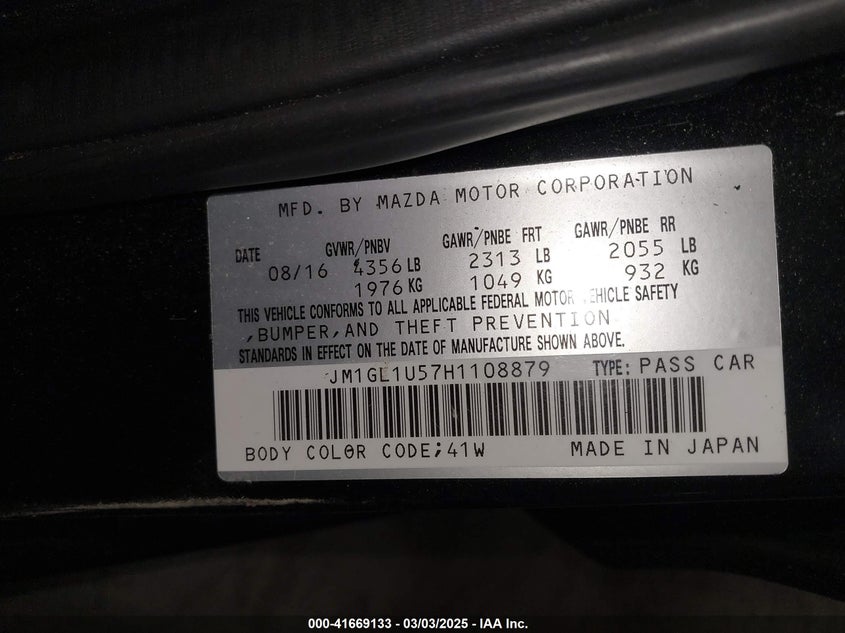 MFD. BY MAZDA MOTOR CORPORATION
DATE GVWR/PNBV GAWR/PNBE FRT GAWR/PNBE RR
08/16 4356 LB 2313 LB 2055 LB
1976 KG 1049 KG 932 KG
THIS VEHICLE CONFORMS TO ALL APPLICABLE FEDERAL MOTOR VEHICLE SAFETY
,BUMPER,AND THEFT PREVENTION
STANDARDS IN EFFECT ON THE DATE OF MANUFACTURE SHOWN ABOVE.
JM1GL1U57H1108879 TYPE: PASS CAR
BODY COLOR CODE;41W MADE IN JAPAN
000-41669133 - 03/03/2025 - IAA Inc.